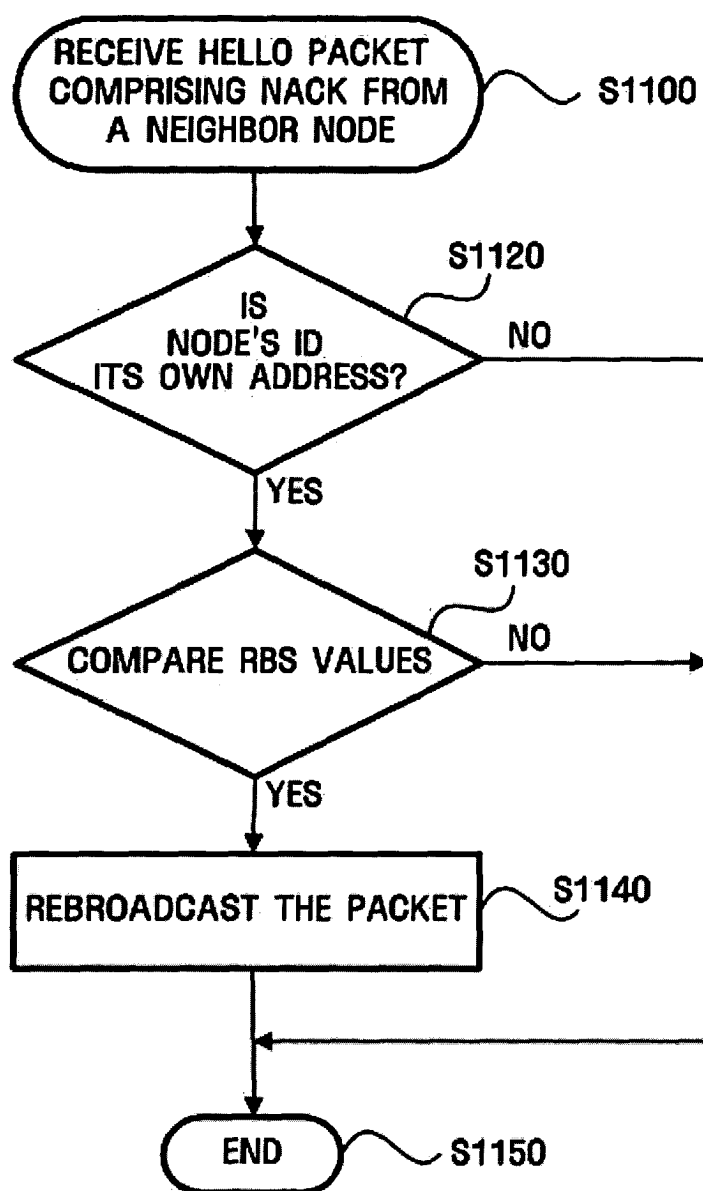 RECEIVE HELLO PACKET
COMPRISING NACK FROM
A NEIGHBOR NODE
S1100
S1120
IS
NODE'S ID
ITS OWN ADDRESS?
NO
YES
S1130
COMPARE RBS VALUES
NO
YES
REBROADCAST THE PACKET
S1140
END
S1150